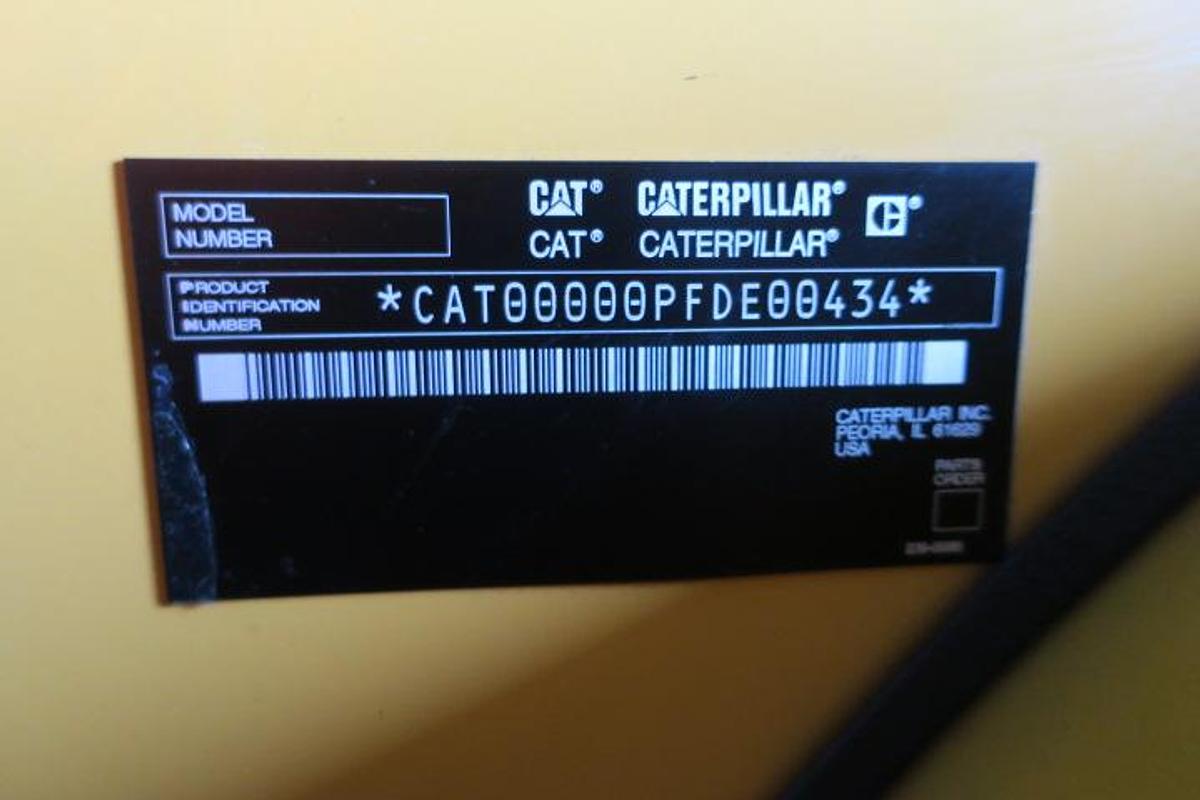 MODEL
NUMBER
CAT® CATERPILLAR® C®
CAT® CATERPILLAR®
PRODUCT
IDENTIFICATION
NUMBER
*CAT00000PFDE00434*
CATERPILLAR INC.
PEORIA, IL 61629
USA
PARTS
ORDER